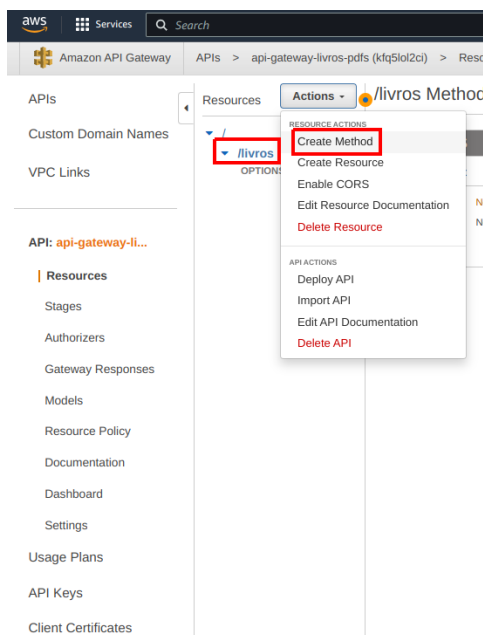 aws
Services
Search
Amazon API Gateway
APIs > api-gateway-livros-pdfs (kfq5lol2ci) > Reso
APIs
Custom Domain Names
VPC Links
API: api-gateway-li...
Resources
Stages
Authorizers
Gateway Responses
Models
Resource Policy
Documentation
Dashboard
Settings
Usage Plans
API Keys
Client Certificates
Resources
Actions
/livros Method
/
/livros
OPTIONS
RESOURCE ACTIONS
Create Method
Create Resource
Enable CORS
Edit Resource Documentation
Delete Resource
API ACTIONS
Deploy API
Import API
Edit API Documentation
Delete API
N
N